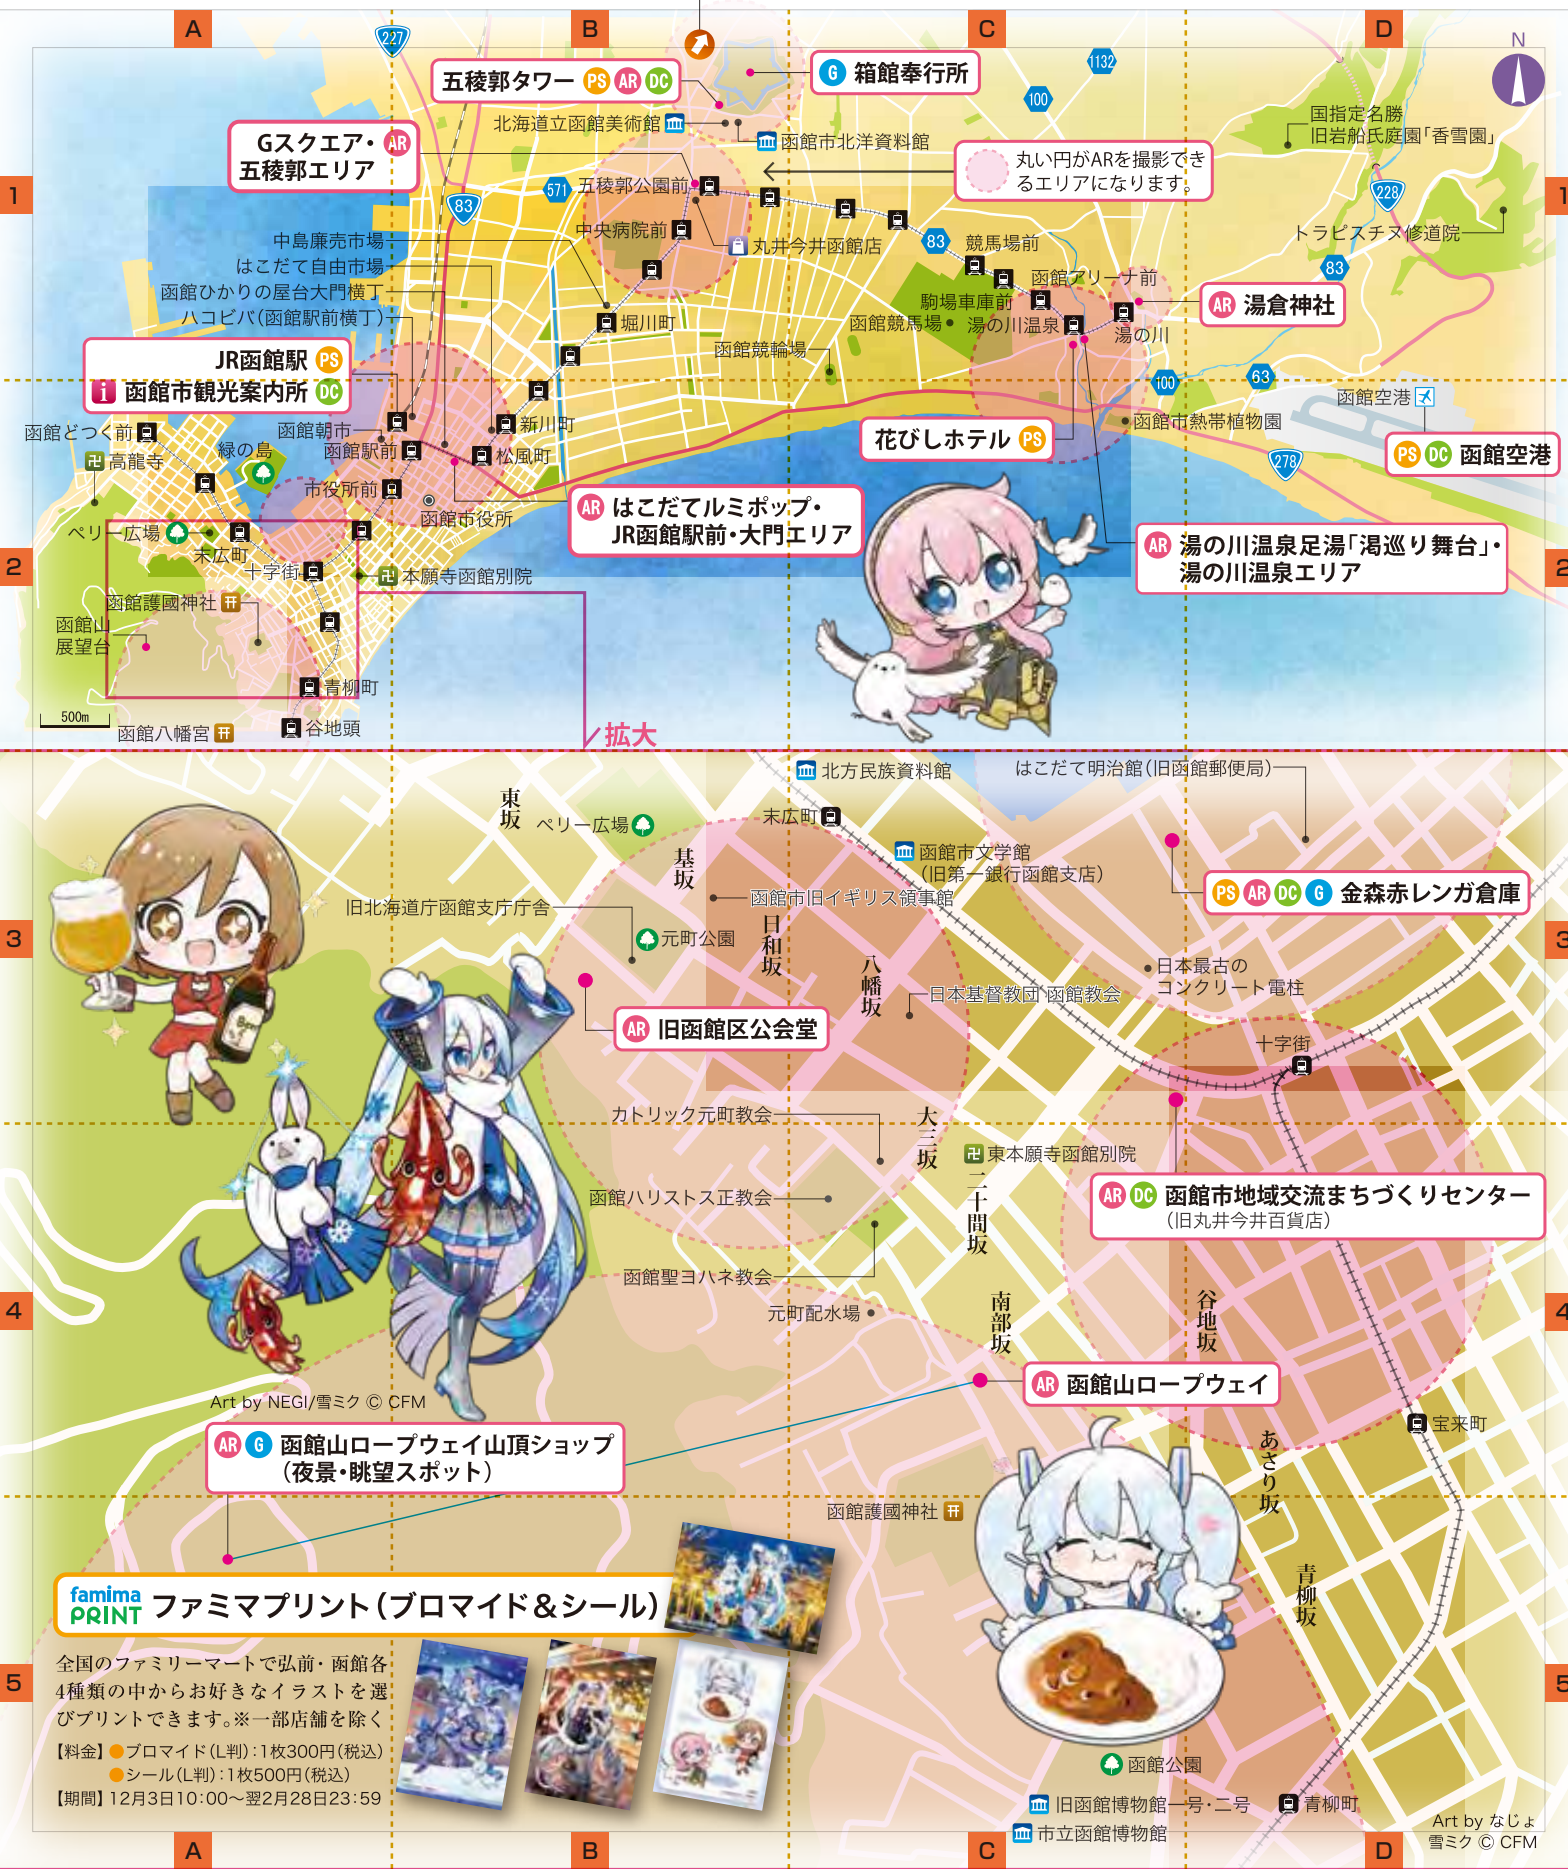 A
B
C
D
N
227
五稜郭タワー PS AR DC
G 箱館奉行所
1132
100
北海道立函館美術館
函館市北洋資料館
国指定名勝
旧岩船氏庭園「香雪園」
Gスクエア・ AR
五稜郭エリア
丸い円がARを撮影でき
るエリアになります。
1
1
571
五稜郭公園前
83
228
中央病院前
丸井今井函館店
83
競馬場前
トラピスチヌ修道院
83
中島廉売市場
はこだて自由市場
函館ひかりの屋台大門横丁
ハコビバ(函館駅前横丁)
函館アリーナ前
駒場車庫前
函館競馬場
湯の川温泉
湯の川
AR 湯倉神社
堀川町
函館競輪場
JR函館駅 PS
i 函館市観光案内所 DC
100
63
函館空港
函館どつく前
高龍寺
緑の島
函館朝市
函館駅前
新川町
松風町
花びしホテル PS
函館市熱帯植物園
PS DC 函館空港
278
市役所前
函館市役所
AR はこだてルミポップ・
JR函館駅前・大門エリア
ペリー広場
末広町
十字街
本願寺函館別院
AR 湯の川温泉足湯「湯巡り舞台」・
湯の川温泉エリア
2
2
函館護國神社
函館山
展望台
青柳町
500m
函館八幡宮
谷地頭
拡大
北方民族資料館
はこだて明治館(旧函館郵便局)
東坂
ペリー広場
末広町
基坂
函館市文学館
(旧第一銀行函館支店)
函館市旧イギリス領事館
PS AR DC G 金森赤レンガ倉庫
旧北海道庁函館支庁庁舎
元町公園
日和坂
八幡坂
3
3
日本最古の
コンクリート電柱
日本基督教団 函館教会
AR 旧函館区公会堂
十字街
カトリック元町教会
大三坂
東本願寺函館別院
二十間坂
AR DC 函館市地域交流まちづくりセンター
(旧丸井今井百貨店)
函館ハリストス正教会
函館聖ヨハネ教会
元町配水場
南部坂
谷地坂
4
4
AR 函館山ロープウェイ
Art by NEGI/雪ミク © CFM
宝来町
AR G 函館山ロープウェイ山頂ショップ
(夜景・眺望スポット)
あさり坂
函館護國神社
青柳坂
famima
PRINT ファミマプリント(ブロマイド&シール)
全国のファミリーマートで弘前・函館各
4種類の中からお好きなイラストを選
びプリントできます。※一部店舗を除く
【料金】●ブロマイド(L判):1枚300円(税込)
●シール(L判):1枚500円(税込)
【期間】12月3日10:00～翌2月28日23:59
5
5
函館公園
旧函館博物館一号・二号
青柳町
市立函館博物館
Art by なじょ
雪ミク © CFM
A
B
C
D